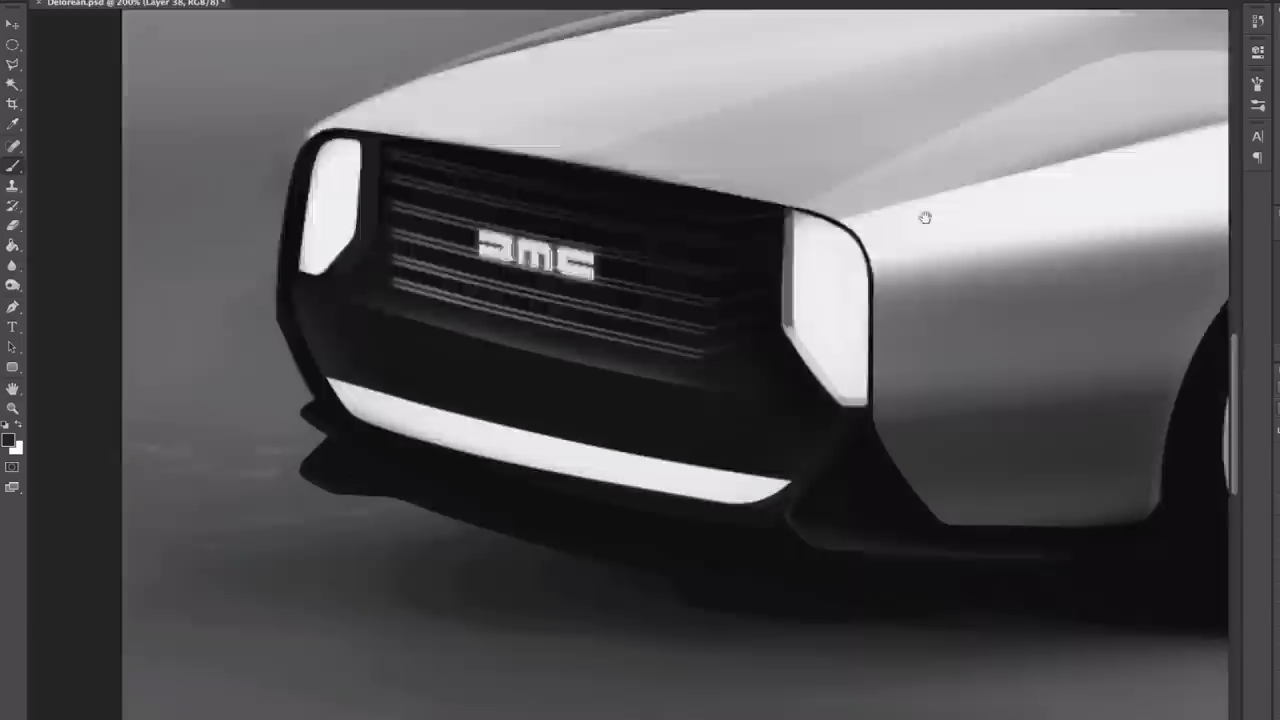 × Delorean.psd @ 200% (Layer 38, RGB/8) *
DMC
T
A|
¶